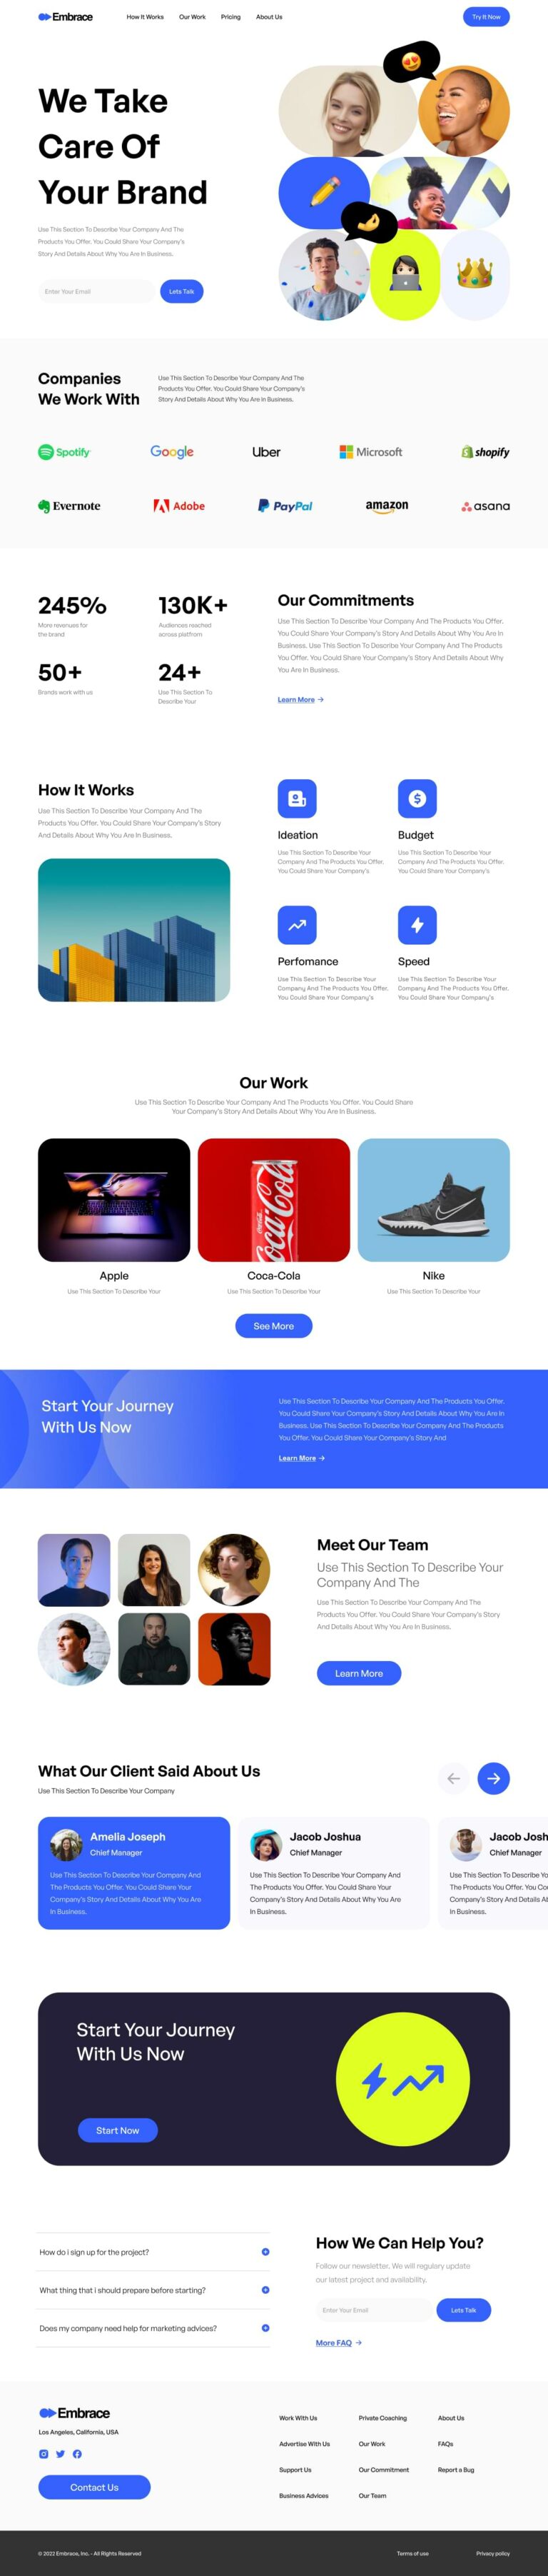 Embrace
How It Works
Our Work
Pricing
About Us
Try It Now
We Take
Care Of
Your Brand
Use This Section To Describe Your Company And The
Products You Offer. You Could Share Your Company's
Story And Details About Why You Are In Business.
Enter Your Email
Lets Talk
Companies
We Work With
Use This Section To Describe Your Company And The
Products You Offer. You Could Share Your Company's
Story And Details About Why You Are In Business.
Spotify
Google
Uber
Microsoft
shopify
Evernote
Adobe
PayPal
amazon
asana
245%
More revenues for
the brand
130K+
Audiences reached
across platfrom
50+
Brands work with us
24+
Use This Section To
Describe Your
Our Commitments
Use This Section To Describe Your Company And The Products You Offer.
You Could Share Your Company's Story And Details About Why You Are In
Business. Use This Section To Describe Your Company And The Products
You Offer. You Could Share Your Company's Story And Details About Why
You Are In Business.
Learn More →
How It Works
Use This Section To Describe Your Company And The
Products You Offer. You Could Share Your Company's Story
And Details About Why You Are In Business.
Ideation
Use This Section To Describe Your
Company And The Products You Offer.
You Could Share Your Company's
Budget
Use This Section To Describe Your
Company And The Products You Offer.
You Could Share Your Company's
Perfomance
Use This Section To Describe Your
Company And The Products You Offer.
You Could Share Your Company's
Speed
Use This Section To Describe Your
Company And The Products You Offer.
You Could Share Your Company's
Our Work
Use This Section To Describe Your Company And The Products You Offer. You Could Share
Your Company's Story And Details About Why You Are In Business.
Coca-Cola
Apple
Use This Section To Describe Your
Coca-Cola
Use This Section To Describe Your
Nike
Use This Section To Describe Your
See More
Start Your Journey
With Us Now
Use This Section To Describe Your Company And The Products You Offer.
You Could Share Your Company's Story And Details About Why You Are In
Business. Use This Section To Describe Your Company And The Products
You Offer. You Could Share Your Company's Story And
Learn More →
Meet Our Team
Use This Section To Describe Your
Company And The
Use This Section To Describe Your Company And The
Products You Offer. You Could Share Your Company's Story
And Details About Why You Are In Business.
Learn More
What Our Client Said About Us
Use This Section To Describe Your Company
Amelia Joseph
Chief Manager
Use This Section To Describe Your Company And
The Products You Offer. You Could Share Your
Company's Story And Details About Why You Are
In Business.
Jacob Joshua
Chief Manager
Use This Section To Describe Your Company And
The Products You Offer. You Could Share Your
Company's Story And Details About Why You Are
In Business.
Jacob Josh
Chief Manager
Use This Section To Describe Yo
The Products You Offer. You Cou
Company's Story And Details Ab
In Business.
Start Your Journey
With Us Now
Start Now
How do i sign up for the project?
What thing that i should prepare before starting?
Does my company need help for marketing advices?
How We Can Help You?
Follow our newsletter. We will regulary update
our latest project and availability.
Enter Your Email
Lets Talk
More FAQ →
Embrace
Los Angeles, California, USA
Contact Us
Work With Us
Private Coaching
About Us
Advertise With Us
Our Work
FAQs
Support Us
Our Commitment
Report a Bug
Business Advices
Our Team
© 2022 Embrace, Inc. - All Rights Reserved
Terms of use
Privacy policy